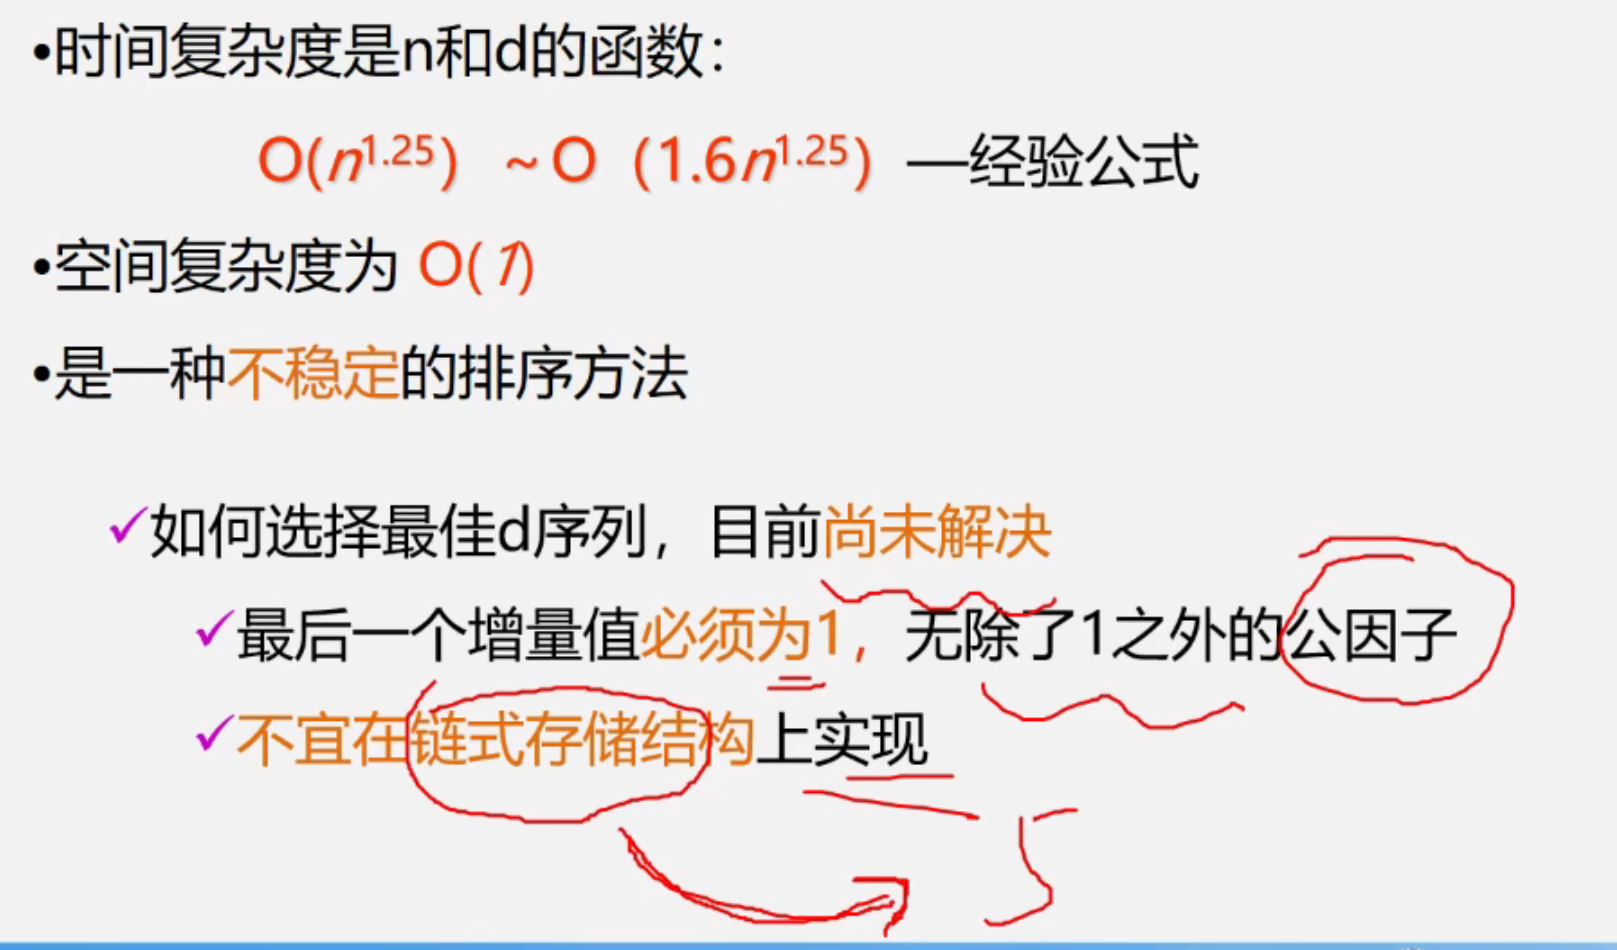 •时间复杂度是n和d的函数：
O(n^1.25) ~ O（1.6n^1.25）—经验公式
•空间复杂度为 O(1)
•是一种不稳定的排序方法
✓如何选择最佳d序列，目前尚未解决
✓最后一个增量值必须为1，无除了1之外的公因子
✓不宜在链式存储结构上实现